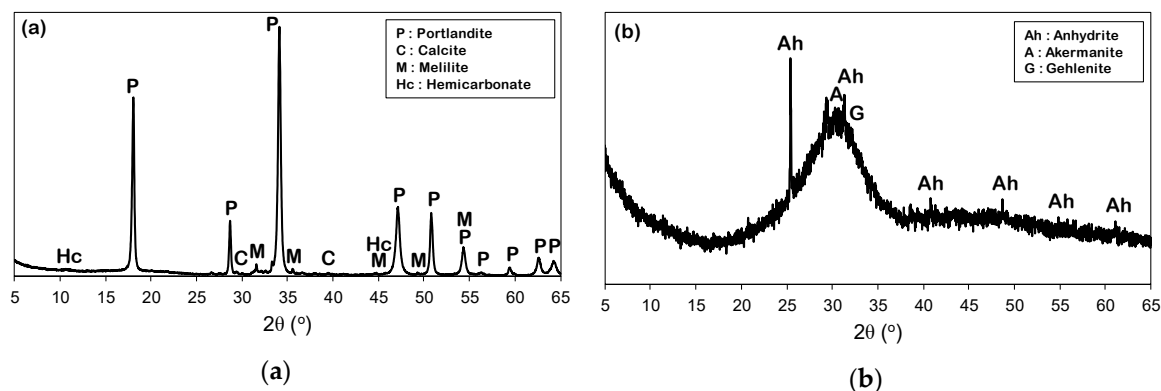 (a)
P : Portlandite
C : Calcite
M : Melilite
Hc : Hemicarbonate
P
P
P
P
P
M
P
Hc
C
M
M
C
Hc
M
M
P
P
P P
5 10 15 20 25 30 35 40 45 50 55 60 65
2θ (°)
(a)
(b)
Ah : Anhydrite
A : Akermanite
G : Gehlenite
Ah
Ah
A
G
Ah
Ah
Ah
Ah
5 10 15 20 25 30 35 40 45 50 55 60 65
2θ (°)
(b)